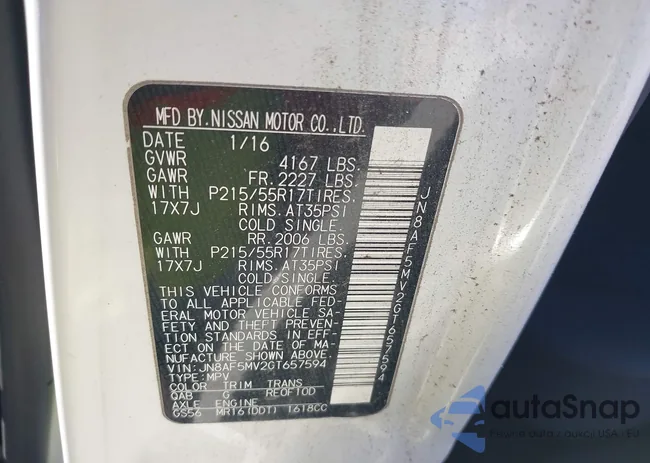 MFD BY.NISSAN MOTOR CO.,LTD.
DATE 1/16
GVWR 4167 LBS.
GAWR FR. 2227 LBS.
WITH P215/55R17TIRES.
17X7J RIMS. AT35PSI
COLD SINGLE.
GAWR RR. 2006 LBS.
WITH P215/55R17TIRES.
17X7J RIMS. AT35PSI
COLD SINGLE.
THIS VEHICLE CONFORMS
TO ALL APPLICABLE FED-
ERAL MOTOR VEHICLE SA-
FETY AND THEFT PREVEN-
TION STANDARDS IN EFF-
ECT ON THE DATE OF MA-
NUFACTURE SHOWN ABOVE.
VIN:JN8AF5MV2GT657594
TYPE:MPV
COLOR TRIM TRANS
QAB G RE0F10D
AXLE ENGINE
GS56 MR16(DDT) 1618CC
JN8AF5MV2GT657594
autoSnap
USA, EU